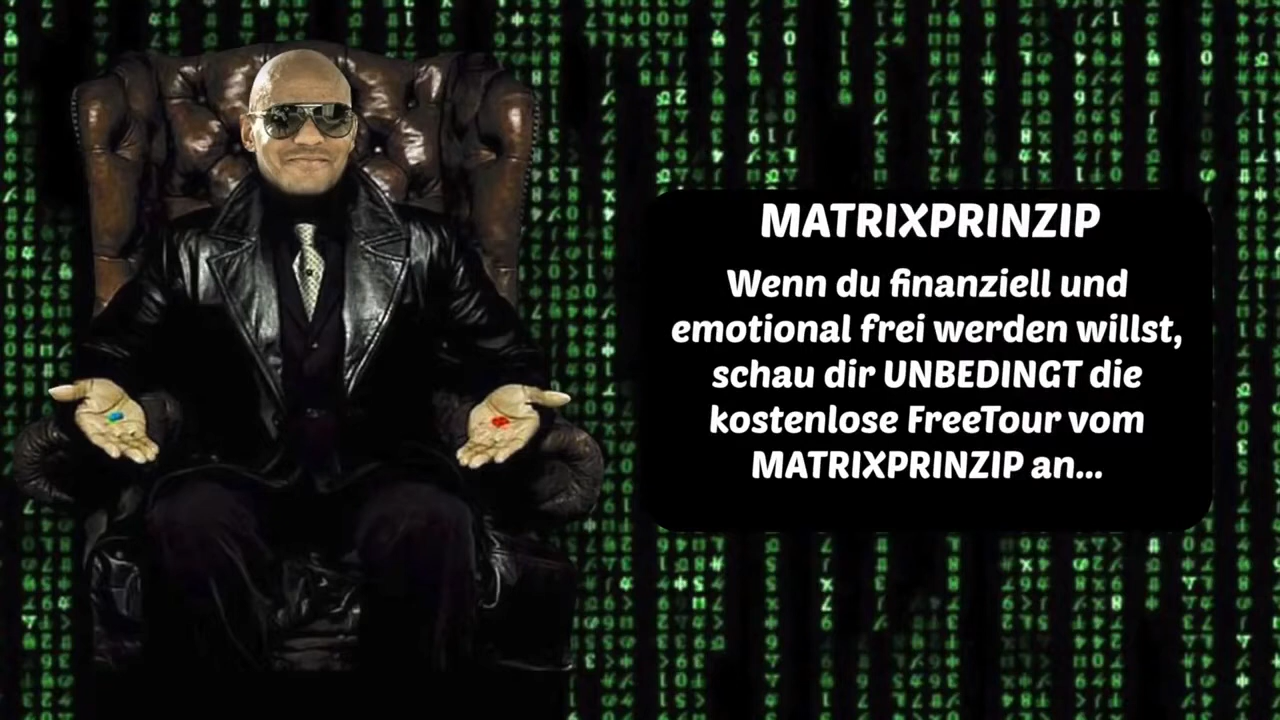 MATRIXPRINZIP
Wenn du finanziell und
emotional frei werden willst,
schau dir UNBEDINGT die
kostenlose FreeTour vom
MATRIXPRINZIP an...